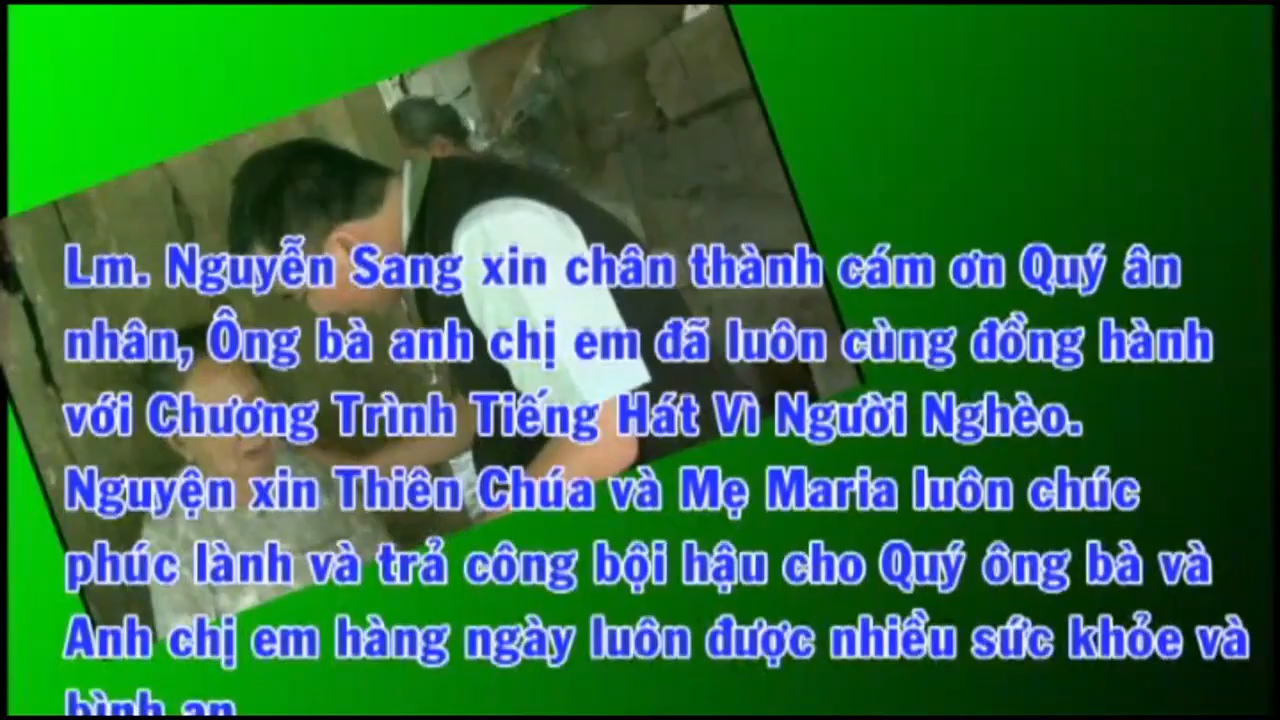 Lm. Nguyễn Sang xin chân thành cám ơn Quý ân
nhân, Ông bà anh chị em đã luôn cùng đồng hành
với Chương Trình Tiếng Hát Vì Người Nghèo.
Nguyện xin Thiên Chúa và Mẹ Maria luôn chúc
phúc lành và trả công bội hậu cho Quý ông bà và
Anh chị em hàng ngày luôn được nhiều sức khỏe và
bình an